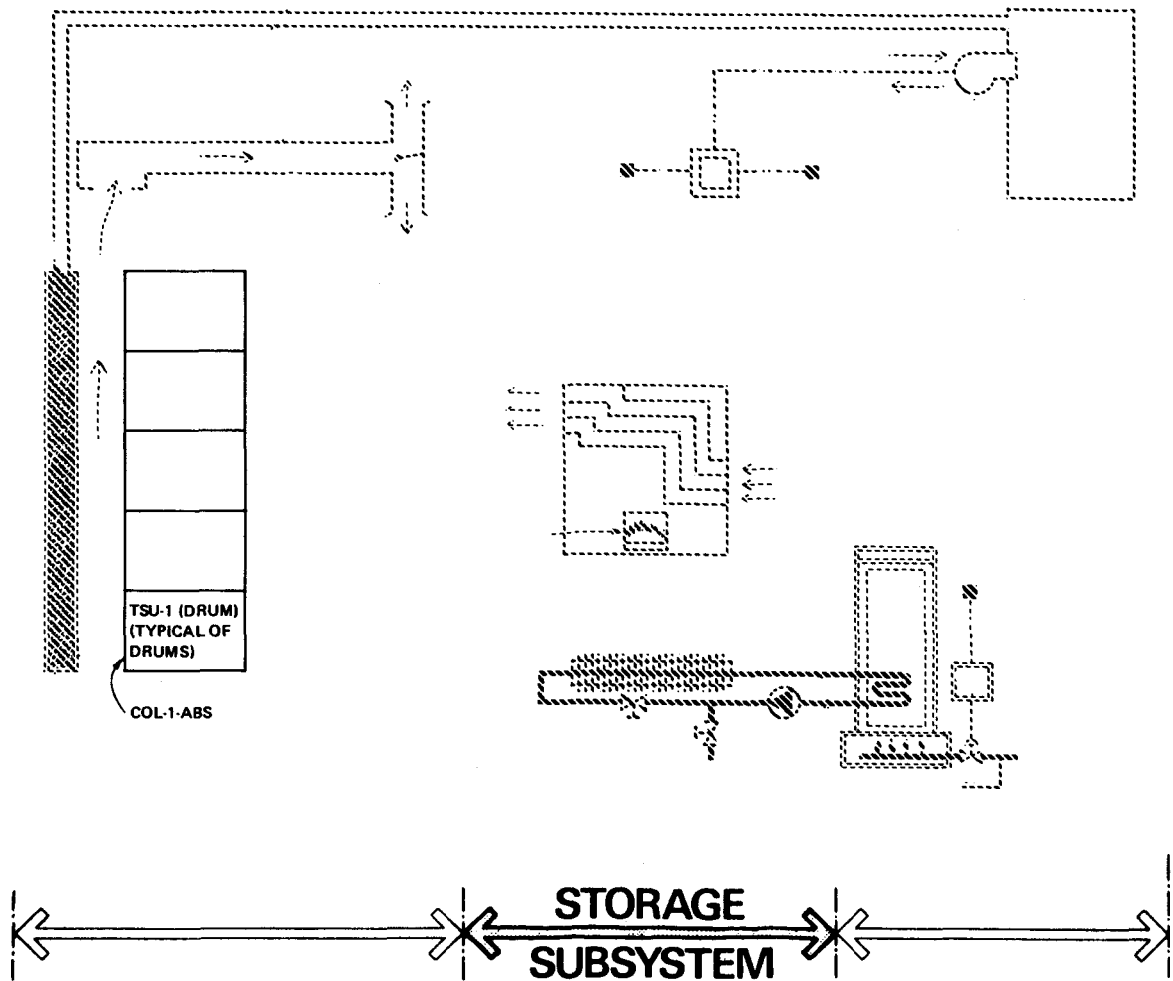 TSU-1 (DRUM)
(TYPICAL OF
DRUMS)
COL-1-ABS
STORAGE
SUBSYSTEM